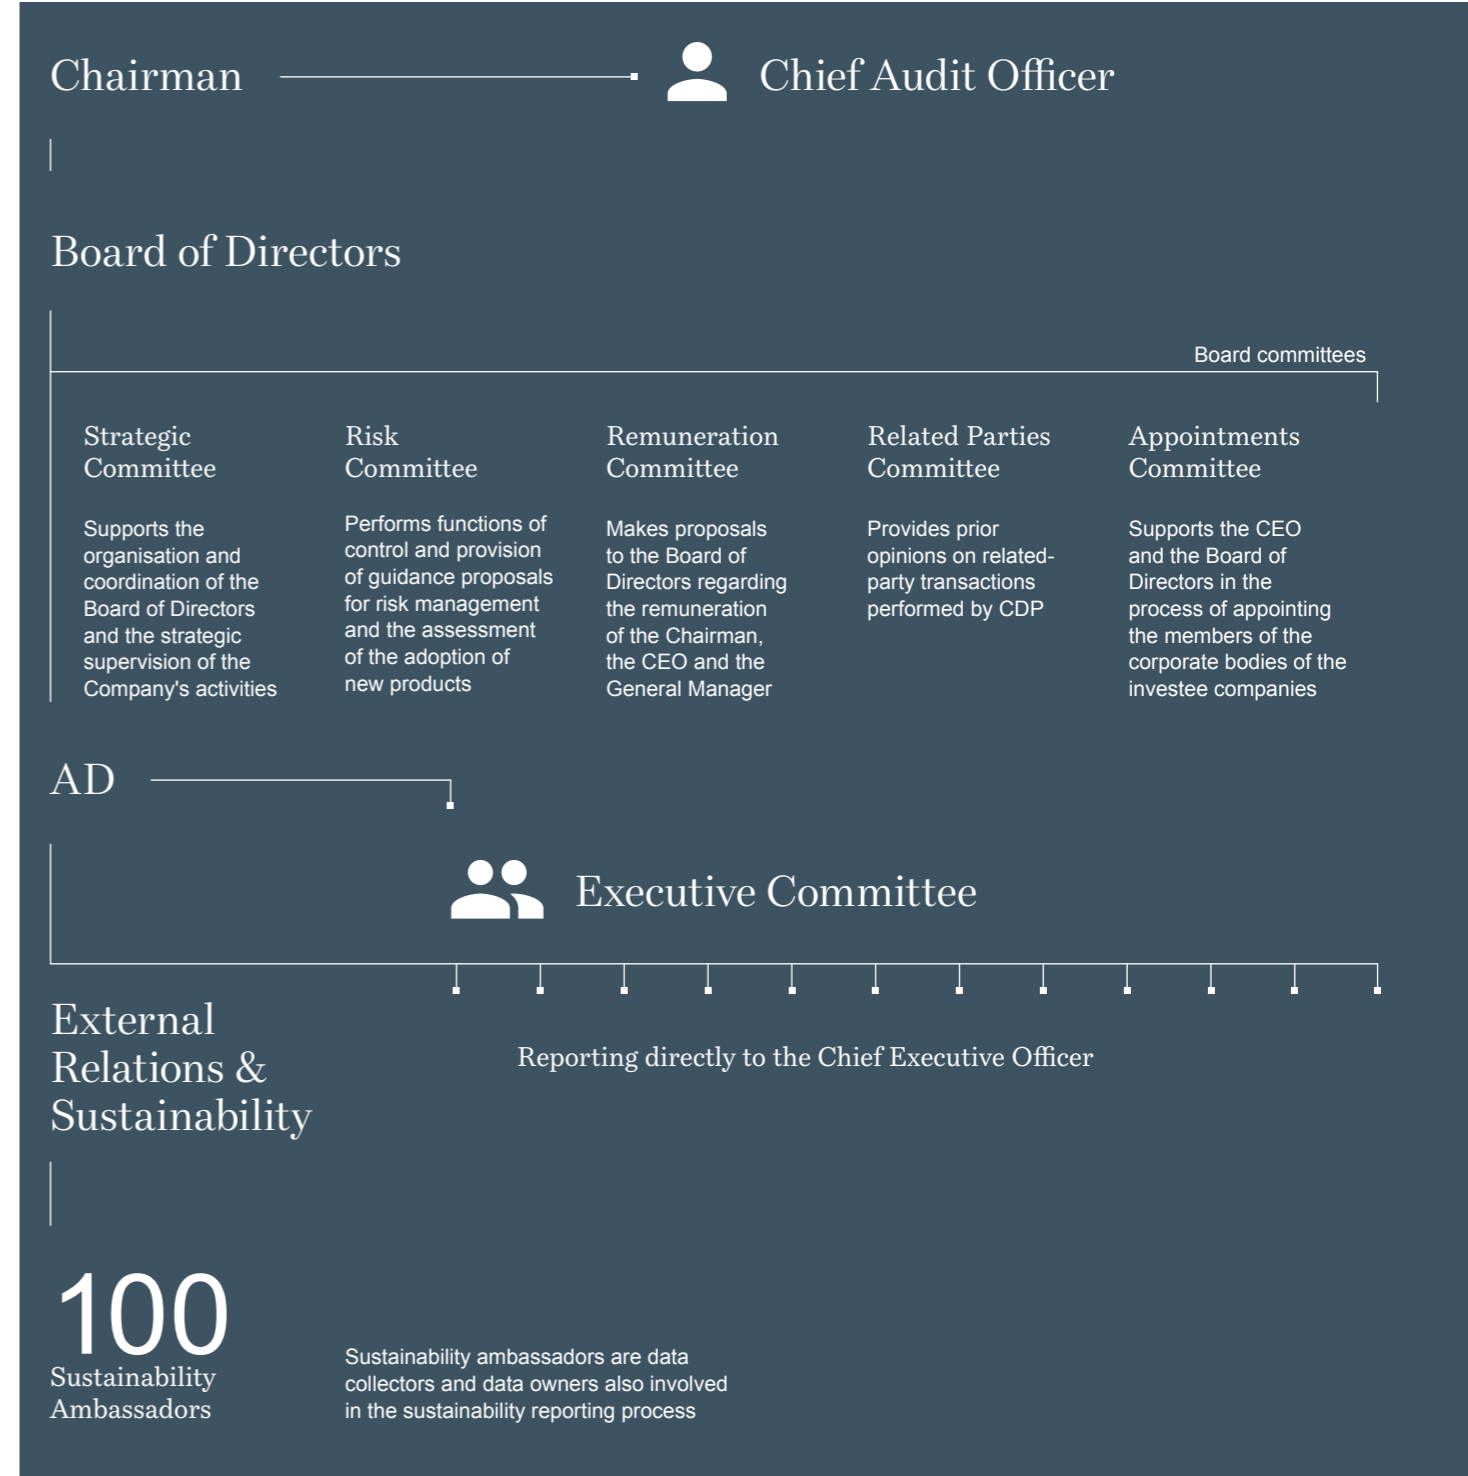 Chairman
Chief Audit Officer
Board of Directors
Board committees
Strategic
Committee
Supports the
organisation and
coordination of the
Board of Directors
and the strategic
supervision of the
Company's activities
Risk
Committee
Performs functions of
control and provision
of guidance proposals
for risk management
and the assessment
of the adoption of
new products
Remuneration
Committee
Makes proposals
to the Board of
Directors regarding
the remuneration
of the Chairman,
the CEO and the
General Manager
Related Parties
Committee
Provides prior
opinions on related-
party transactions
performed by CDP
Appointments
Committee
Supports the CEO
and the Board of
Directors in the
process of appointing
the members of the
corporate bodies of the
investee companies
AD
Executive Committee
External
Relations &
Sustainability
Reporting directly to the Chief Executive Officer
100
Sustainability
Ambassadors
Sustainability ambassadors are data
collectors and data owners also involved
in the sustainability reporting process